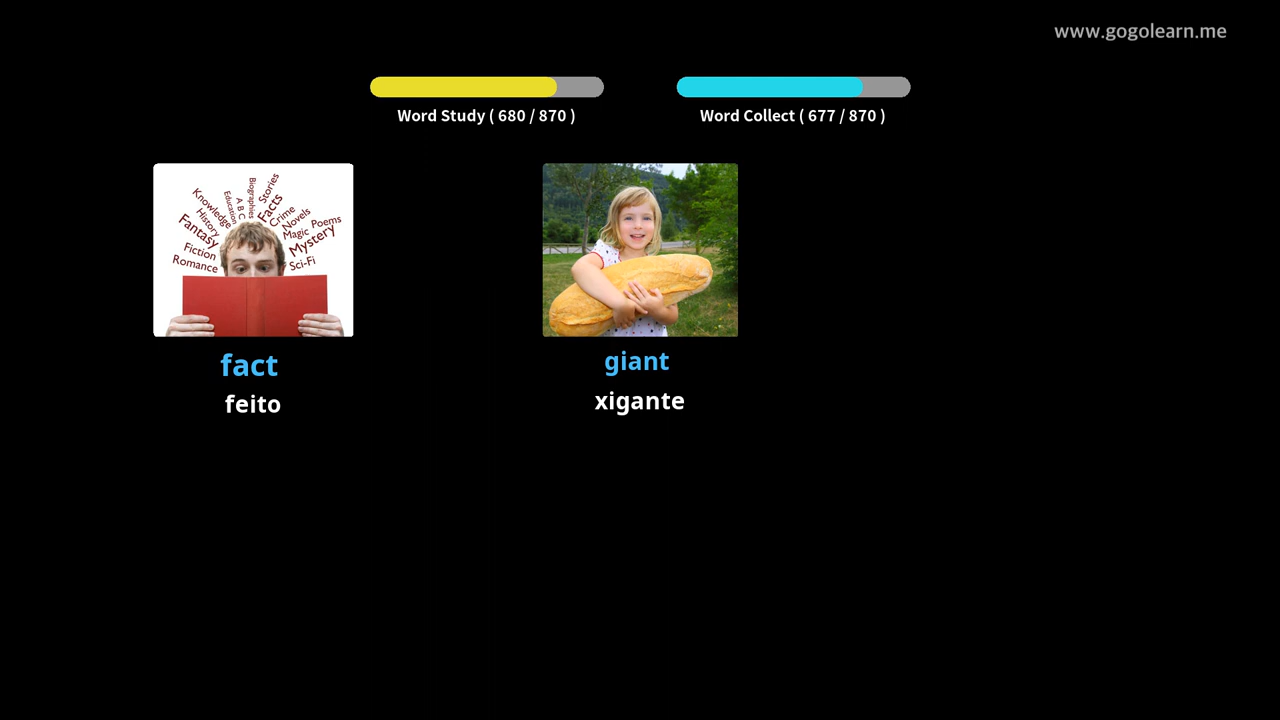 www.gogolearn.me
Word Study ( 680 / 870 )
Word Collect ( 677 / 870 )
Stories
Biographies
Facts
A B C
Education
Knowledge
Crime
History
Novels
Poems
Fantasy
Magic
Mystery
Fiction
Sci-Fi
Romance
fact
feito
giant
xigante